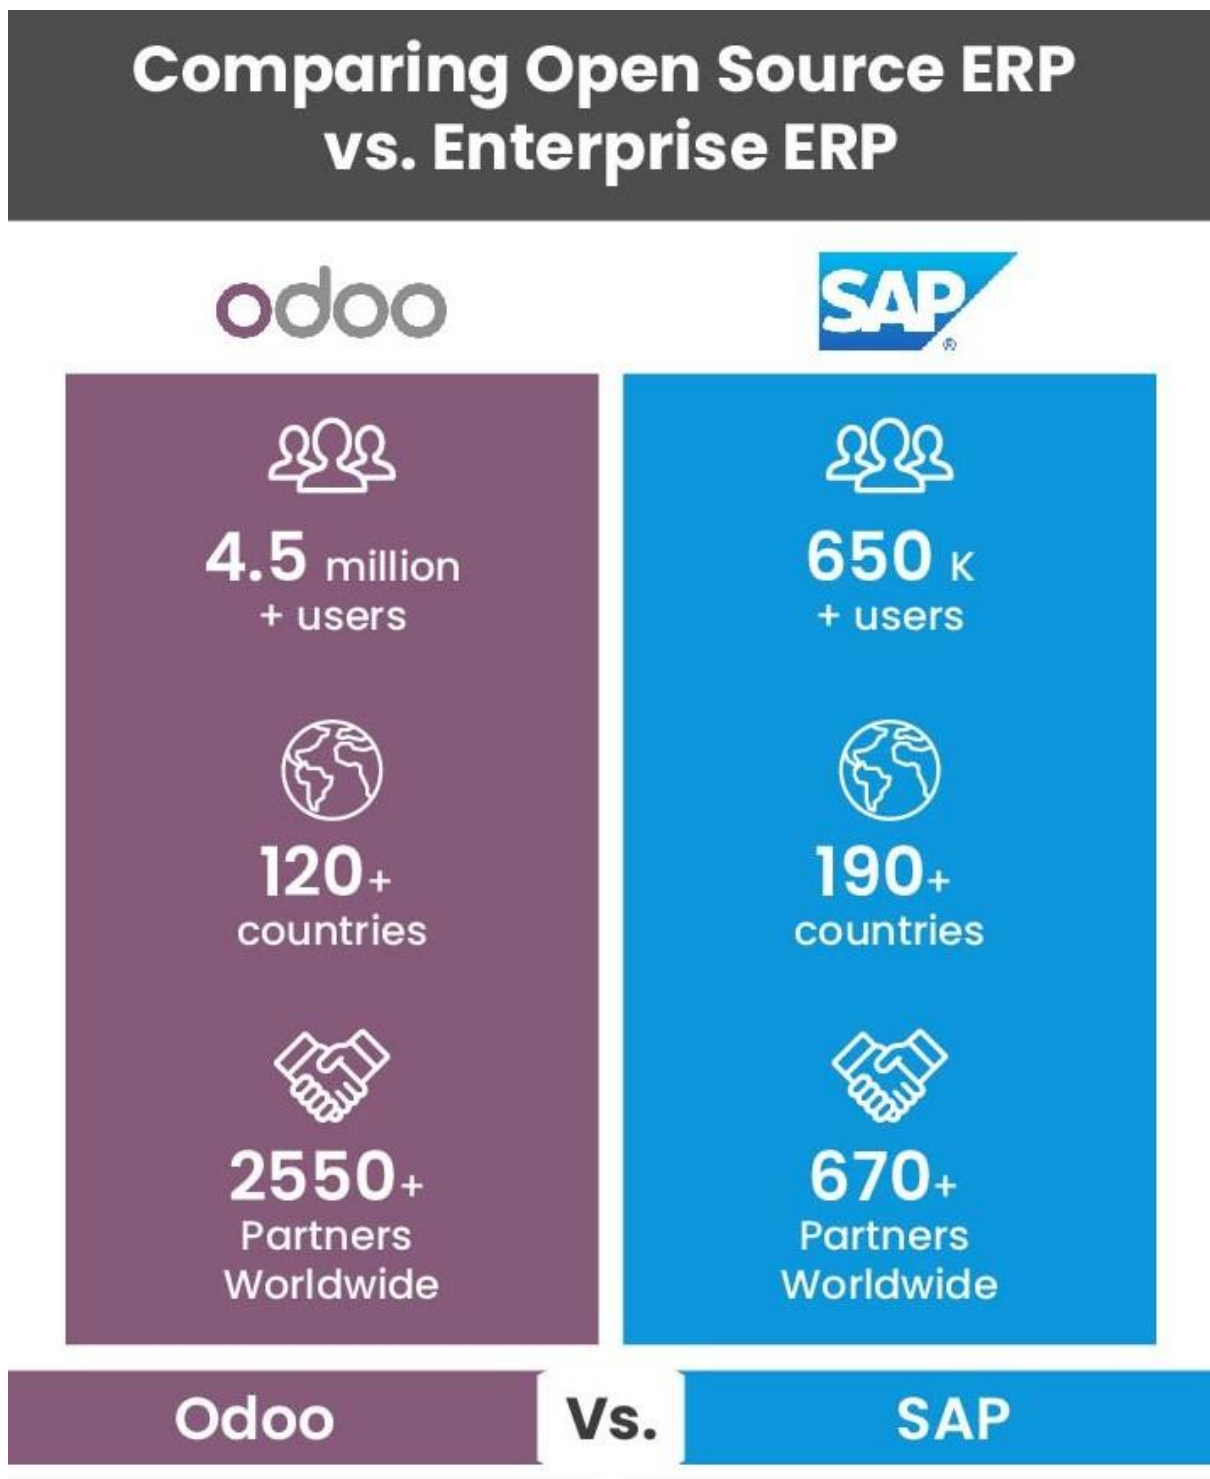 Comparing Open Source ERP
vs. Enterprise ERP
odoo
SAP®
4.5 million
+ users
650 K
+ users
120+
countries
190+
countries
2550+
Partners
Worldwide
670+
Partners
Worldwide
Odoo Vs. SAP